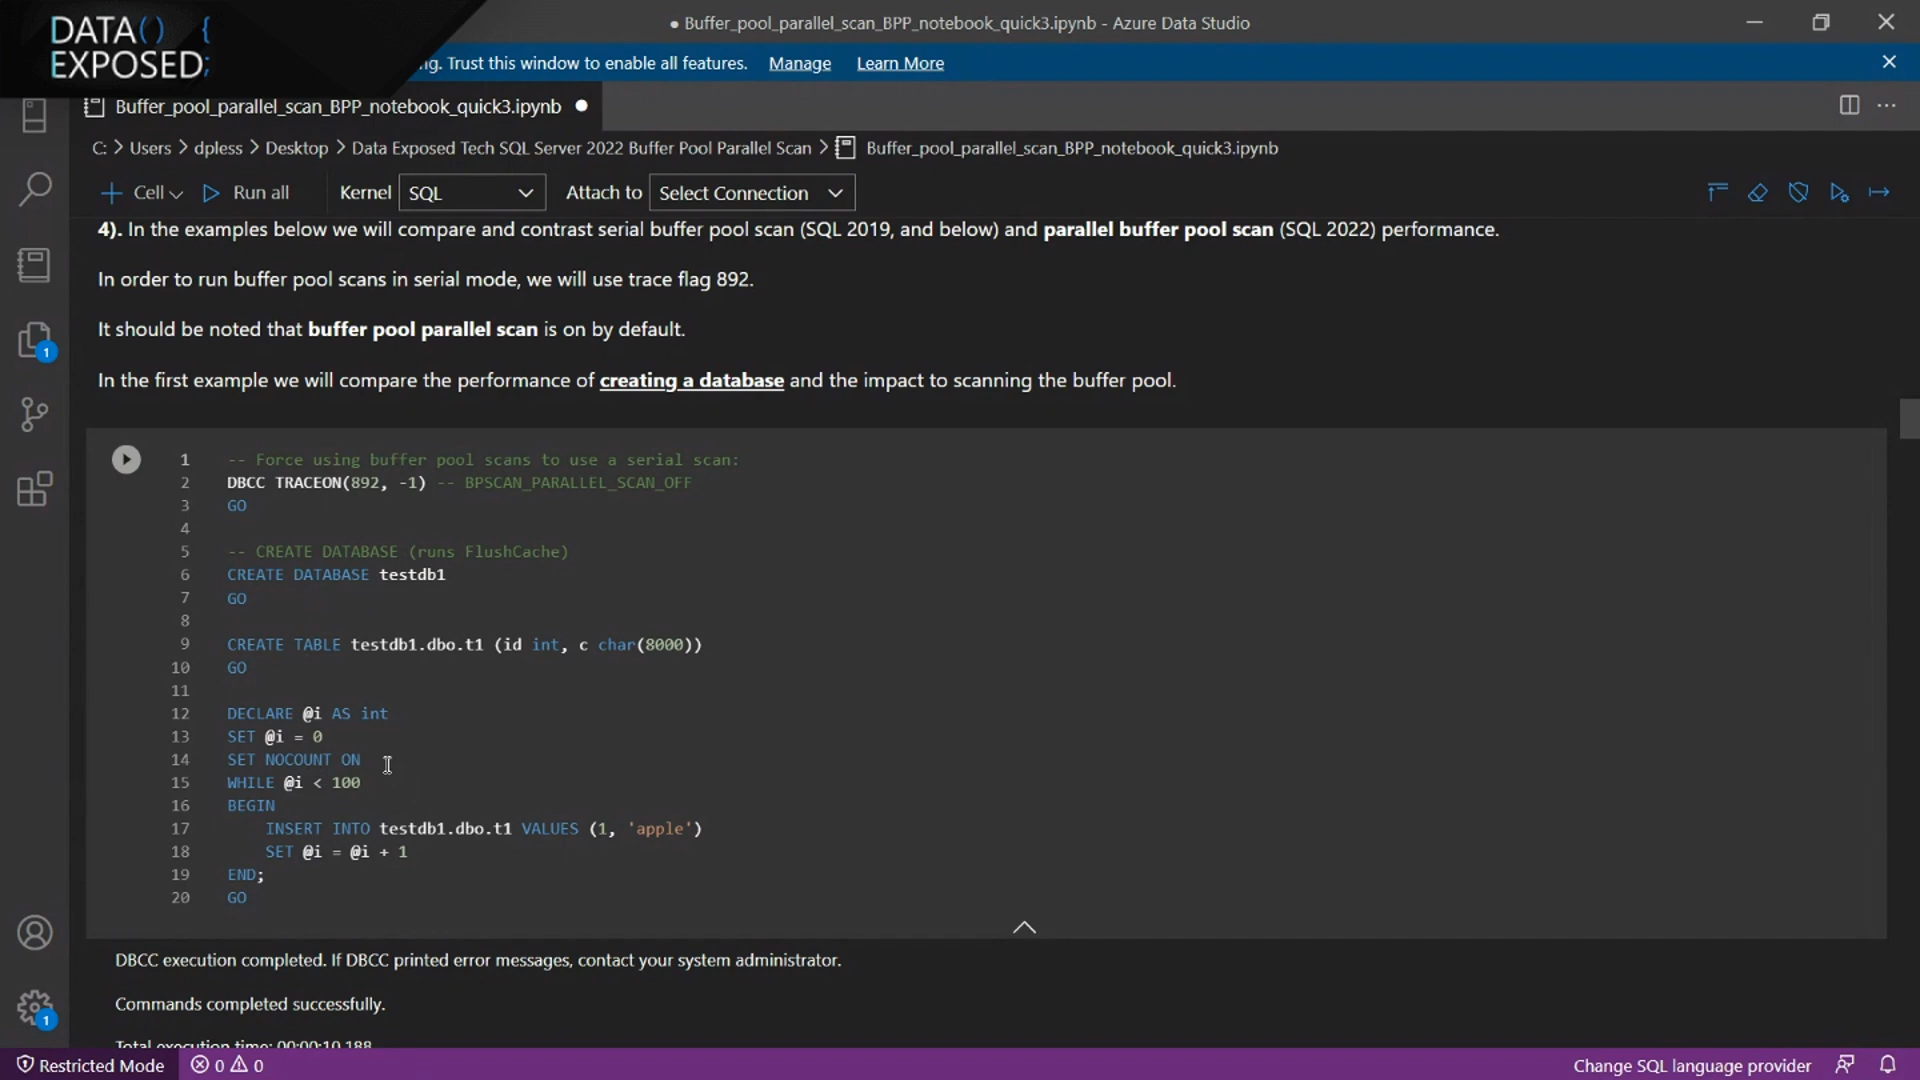 DATA() {
EXPOSED;
● Buffer_pool_parallel_scan_BPP_notebook_quick3.ipynb - Azure Data Studio
ng. Trust this window to enable all features. Manage Learn More
Buffer_pool_parallel_scan_BPP_notebook_quick3.ipynb ●
C: > Users > dpless > Desktop > Data Exposed Tech SQL Server 2022 Buffer Pool Parallel Scan > Buffer_pool_parallel_scan_BPP_notebook_quick3.ipynb
Cell Run all Kernel SQL Attach to Select Connection
4). In the examples below we will compare and contrast serial buffer pool scan (SQL 2019, and below) and parallel buffer pool scan (SQL 2022) performance.
In order to run buffer pool scans in serial mode, we will use trace flag 892.
It should be noted that buffer pool parallel scan is on by default.
In the first example we will compare the performance of creating a database and the impact to scanning the buffer pool.
1 -- Force using buffer pool scans to use a serial scan:
2 DBCC TRACEON(892, -1) -- BPSCAN_PARALLEL_SCAN_OFF
3 GO
4
5 -- CREATE DATABASE (runs FlushCache)
6 CREATE DATABASE testdb1
7 GO
8
9 CREATE TABLE testdb1.dbo.t1 (id int, c char(8000))
10 GO
11
12 DECLARE @i AS int
13 SET @i = 0
14 SET NOCOUNT ON
15 WHILE @i < 100
16 BEGIN
17 INSERT INTO testdb1.dbo.t1 VALUES (1, 'apple')
18 SET @i = @i + 1
19 END;
20 GO
DBCC execution completed. If DBCC printed error messages, contact your system administrator.
Commands completed successfully.
Total execution time: 00:00:10.188
1
1
Restricted Mode 0 0 Change SQL language provider